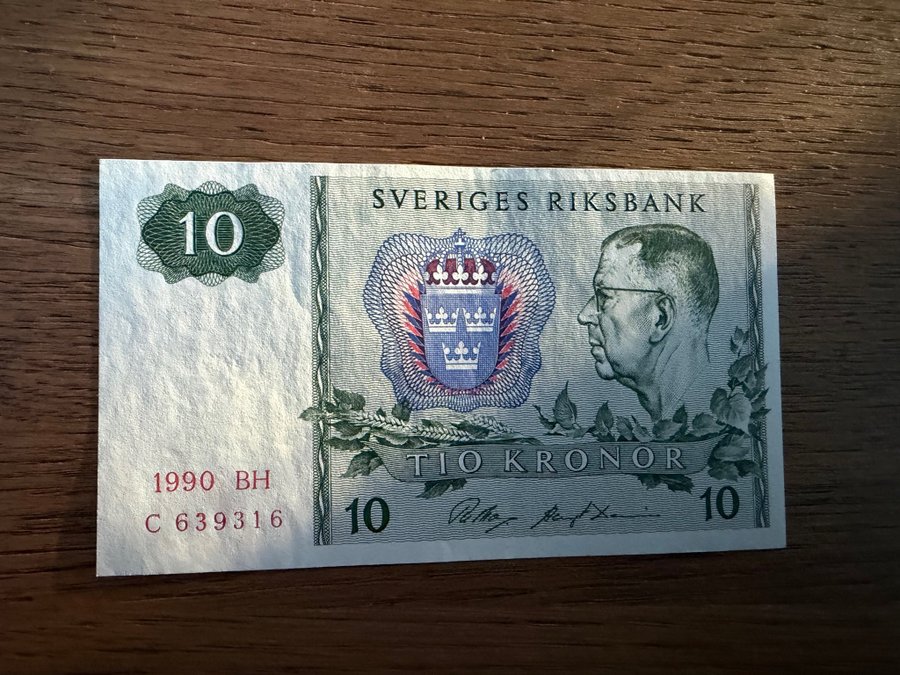 SVERIGES RIKSBANK
10
TIO KRONOR
1990 BH
C 639316
10
10